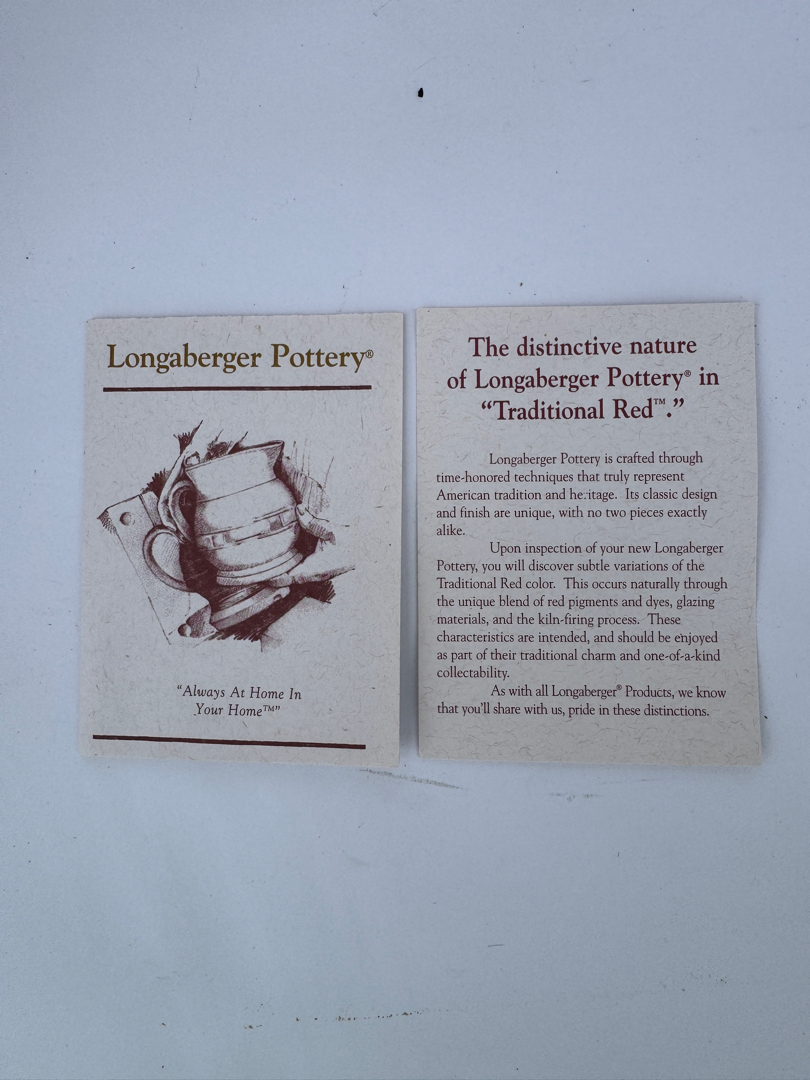 Longaberger Pottery®
"Always At Home In
Your Home™"
The distinctive nature
of Longaberger Pottery® in
"Traditional Red™."
Longaberger Pottery is crafted through
time-honored techniques that truly represent
American tradition and heritage. Its classic design
and finish are unique, with no two pieces exactly
alike.
Upon inspection of your new Longaberger
Pottery, you will discover subtle variations of the
Traditional Red color. This occurs naturally through
the unique blend of red pigments and dyes, glazing
materials, and the kiln-firing process. These
characteristics are intended, and should be enjoyed
as part of their traditional charm and one-of-a-kind
collectability.
As with all Longaberger® Products, we know
that you'll share with us, pride in these distinctions.